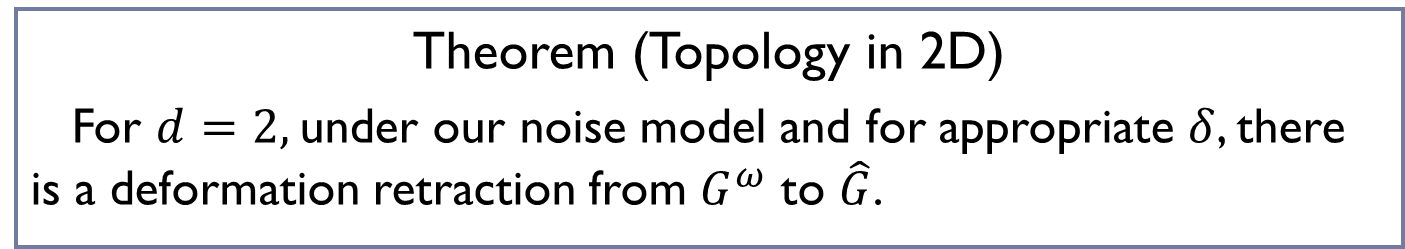 Theorem (Topology in 2D)
For 𝑑 = 2, under our noise model and for appropriate 𝛿, there
is a deformation retraction from 𝐺^𝜔 to 𝐺̂.